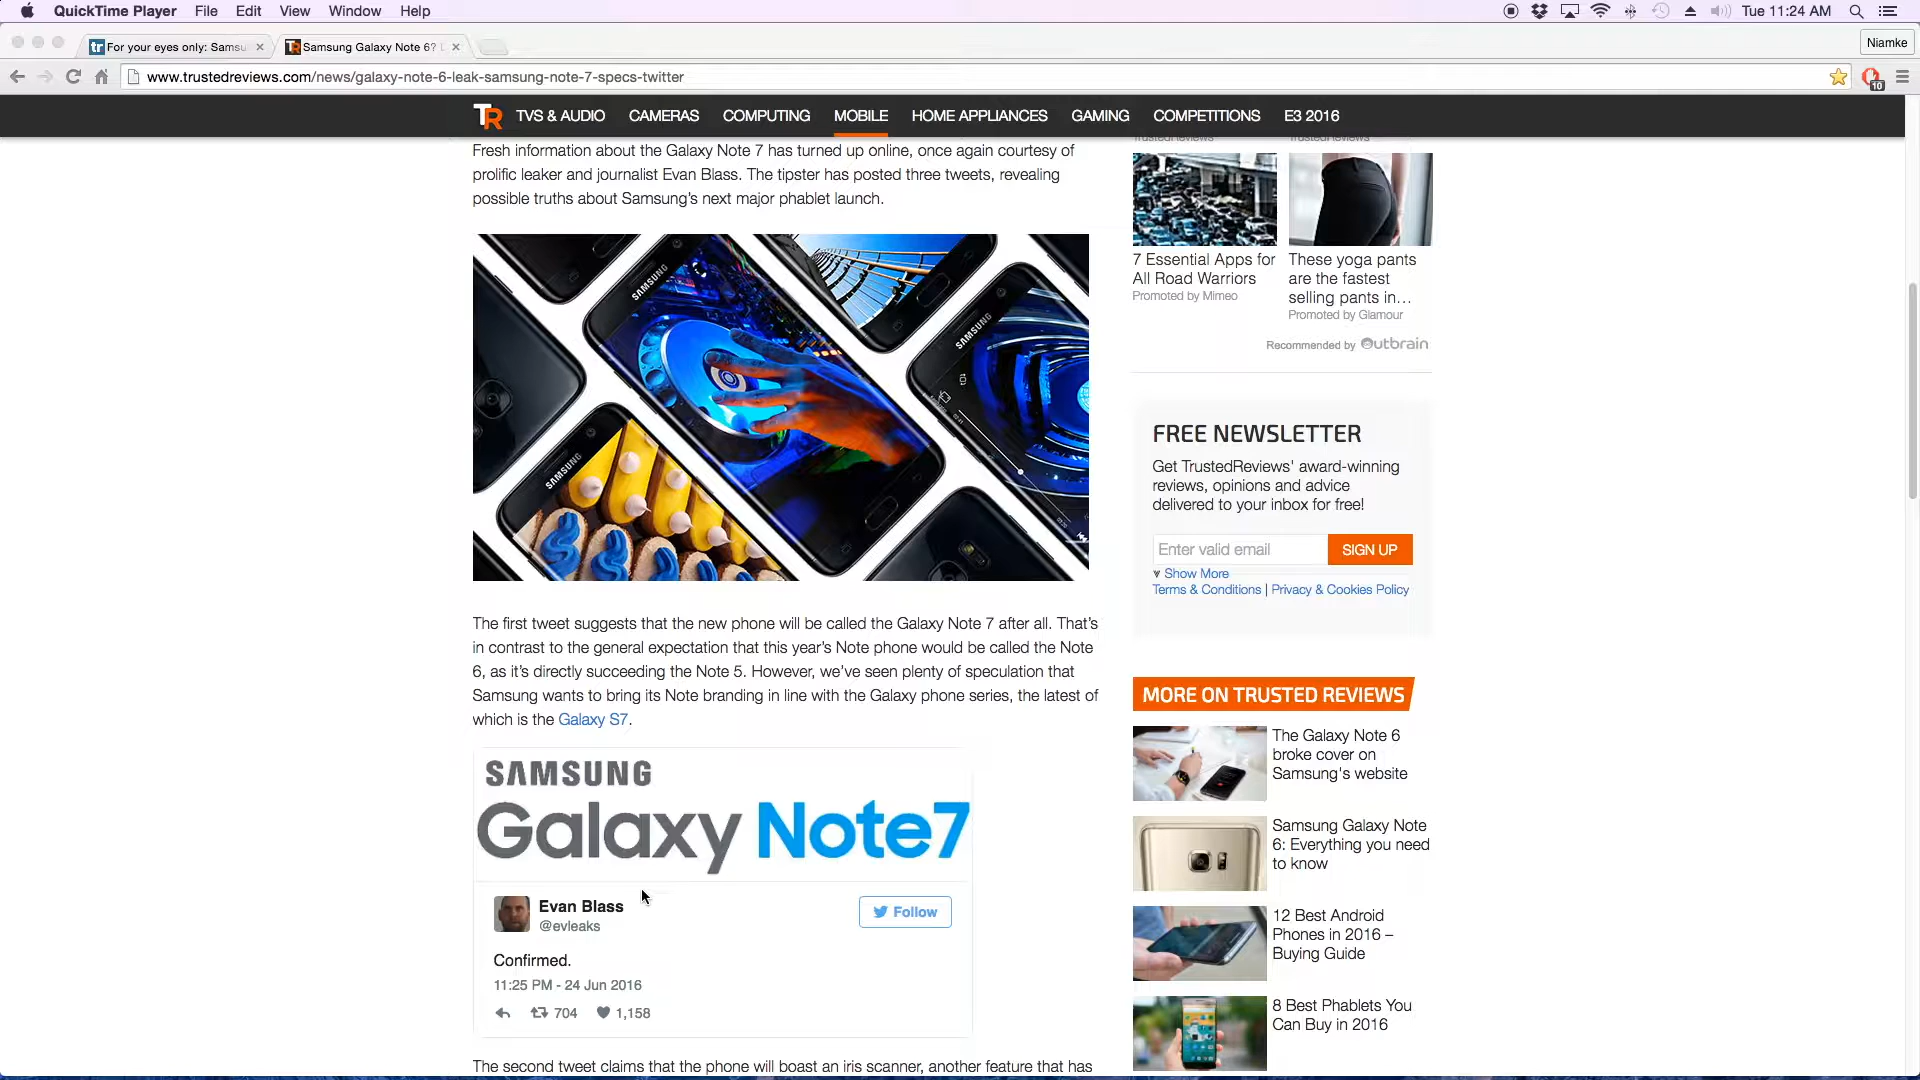 QuickTime Player File Edit View Window Help
Tue 11:24 AM
For your eyes only: Samsu
Samsung Galaxy Note 6?
Niamke
www.trustedreviews.com/news/galaxy-note-6-leak-samsung-note-7-specs-twitter
10
TR TVS & AUDIO CAMERAS COMPUTING MOBILE HOME APPLIANCES GAMING COMPETITIONS E3 2016
Fresh information about the Galaxy Note 7 has turned up online, once again courtesy of
prolific leaker and journalist Evan Blass. The tipster has posted three tweets, revealing
possible truths about Samsung's next major phablet launch.
SAMSUNG
SAMSUNG
SAMSUNG
The first tweet suggests that the new phone will be called the Galaxy Note 7 after all. That's
in contrast to the general expectation that this year's Note phone would be called the Note
6, as it's directly succeeding the Note 5. However, we've seen plenty of speculation that
Samsung wants to bring its Note branding in line with the Galaxy phone series, the latest of
which is the Galaxy S7.
SAMSUNG
Galaxy Note7
Evan Blass
@evleaks
Follow
Confirmed.
11:25 PM - 24 Jun 2016
704 1,158
The second tweet claims that the phone will boast an iris scanner, another feature that has
TrustedReviews
TrustedReviews
7 Essential Apps for
All Road Warriors
Promoted by Mimeo
These yoga pants
are the fastest
selling pants in…
Promoted by Glamour
Recommended by Outbrain
FREE NEWSLETTER
Get TrustedReviews' award-winning
reviews, opinions and advice
delivered to your inbox for free!
Enter valid email SIGN UP
Show More
Terms & Conditions | Privacy & Cookies Policy
MORE ON TRUSTED REVIEWS
The Galaxy Note 6
broke cover on
Samsung's website
Samsung Galaxy Note
6: Everything you need
to know
12 Best Android
Phones in 2016 –
Buying Guide
8 Best Phablets You
Can Buy in 2016